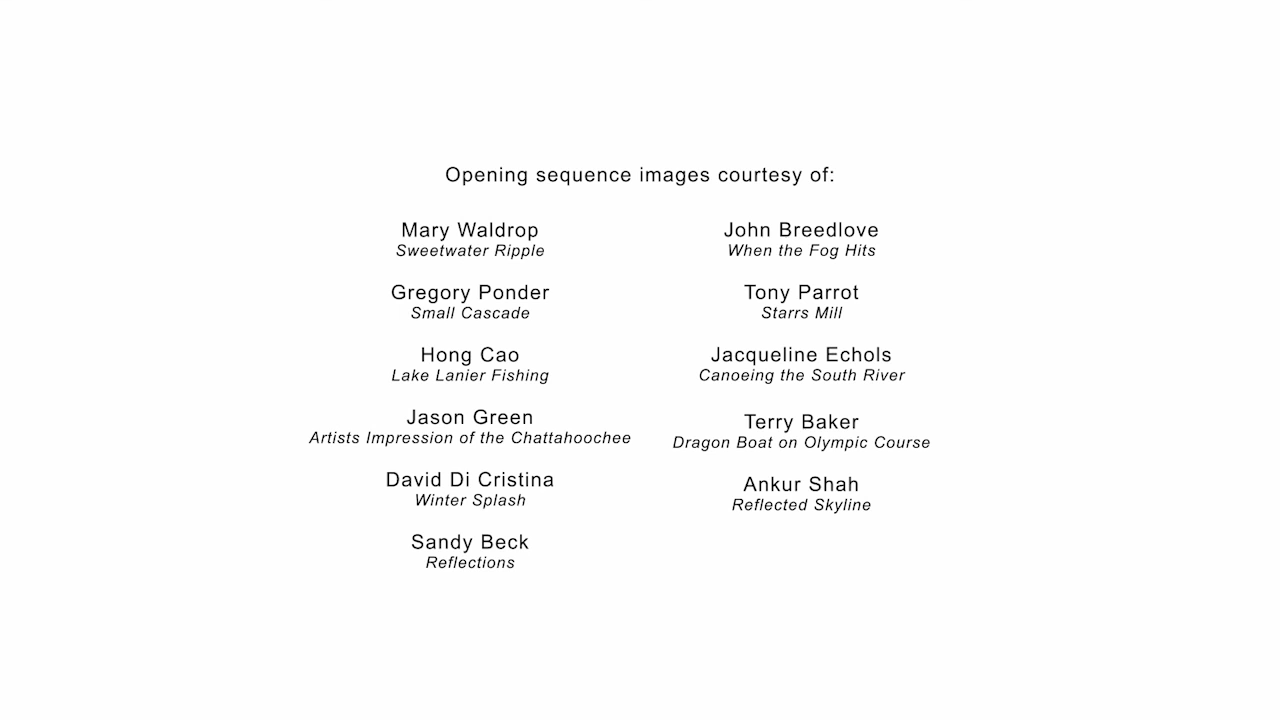 Opening sequence images courtesy of:
Mary Waldrop
Sweetwater Ripple
Gregory Ponder
Small Cascade
Hong Cao
Lake Lanier Fishing
Jason Green
Artists Impression of the Chattahoochee
David Di Cristina
Winter Splash
Sandy Beck
Reflections
John Breedlove
When the Fog Hits
Tony Parrot
Starrs Mill
Jacqueline Echols
Canoeing the South River
Terry Baker
Dragon Boat on Olympic Course
Ankur Shah
Reflected Skyline